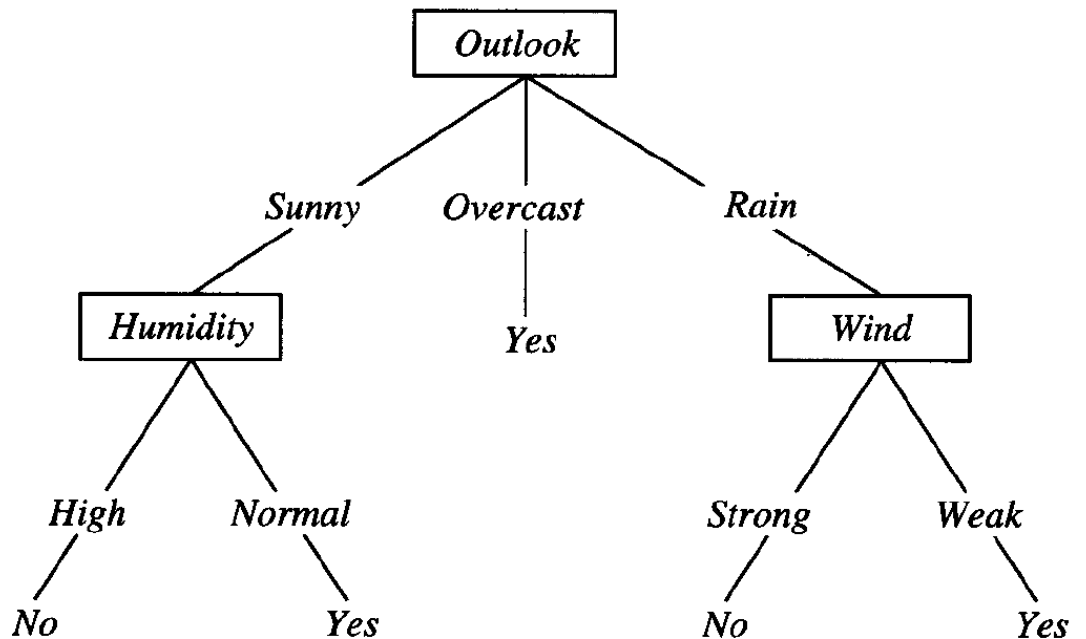 Outlook
Sunny Overcast Rain
Humidity Yes Wind
High Normal Strong Weak
No Yes No Yes